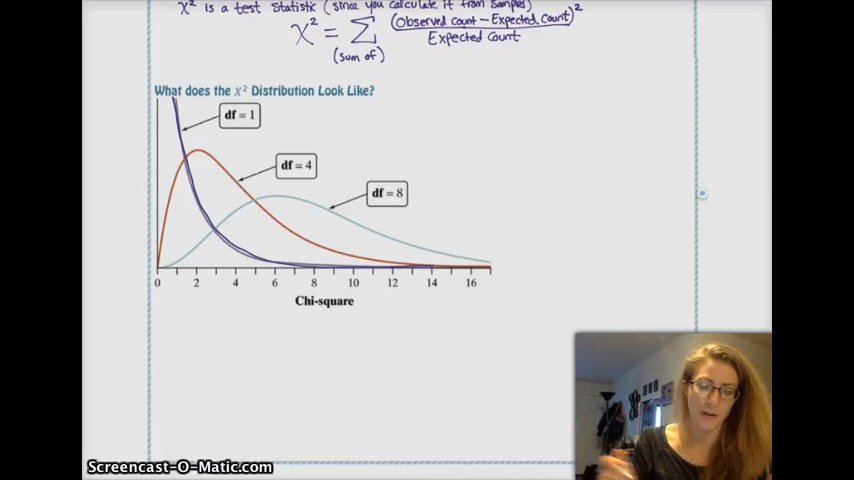 χ² is a test statistic (since you calculate it from samples)
χ² = Σ (Observed count - Expected count)²
Expected count
(sum of)
What does the χ² Distribution Look Like?
df = 1
df = 4
df = 8
0 2 4 6 8 10 12 14 16
Chi-square
Screencast-O-Matic.com